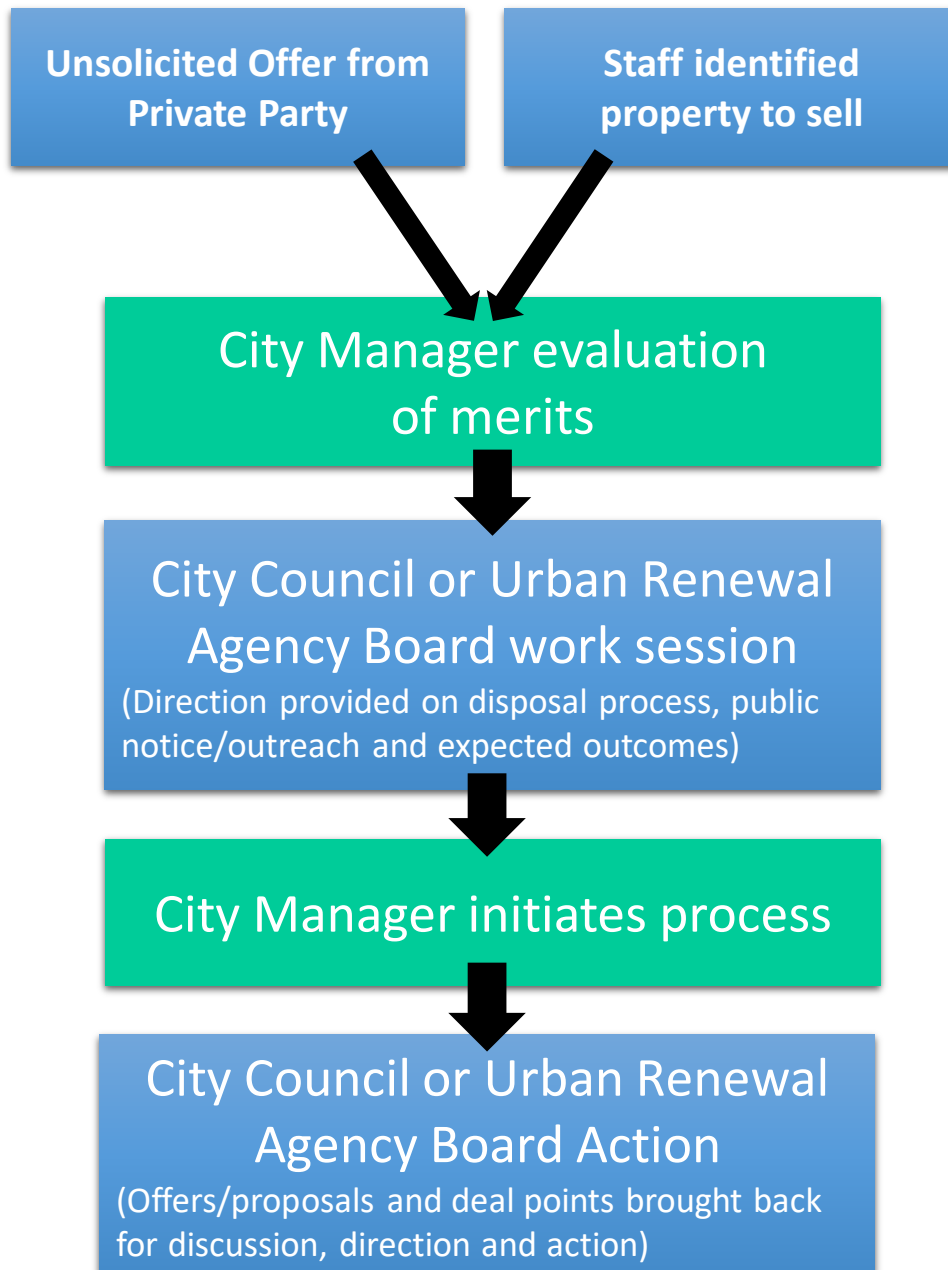 Unsolicited Offer from
Private Party
Staff identified
property to sell
City Manager evaluation
of merits
City Council or Urban Renewal
Agency Board work session
(Direction provided on disposal process, public
notice/outreach and expected outcomes)
City Manager initiates process
City Council or Urban Renewal
Agency Board Action
(Offers/proposals and deal points brought back
for discussion, direction and action)